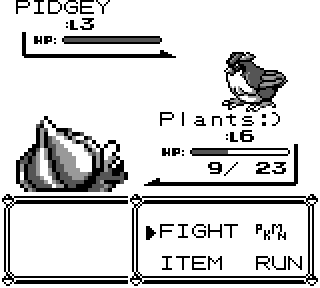 PIDGEY
:L3
HP:
Plants:)
:L6
HP:
9/ 23
FIGHT PKMN
ITEM RUN